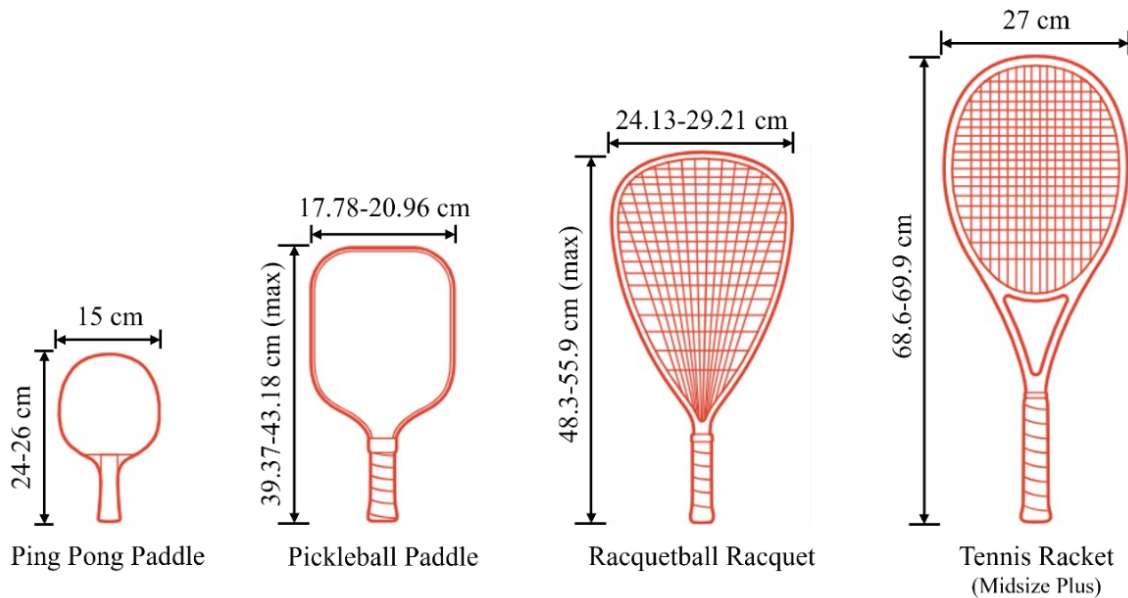 15 cm
24-26 cm
Ping Pong Paddle
17.78-20.96 cm
39.37-43.18 cm (max)
Pickleball Paddle
24.13-29.21 cm
48.3-55.9 cm (max)
Racquetball Racquet
27 cm
68.6-69.9 cm
Tennis Racket
(Midsize Plus)